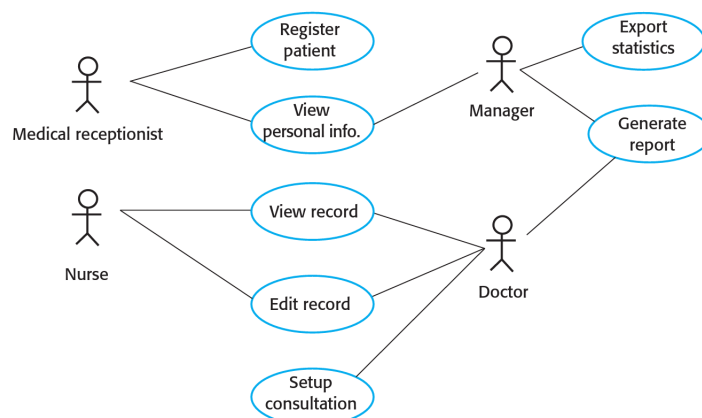 Register
patient
Export
statistics
Medical receptionist
View
personal info.
Manager
Generate
report
Nurse
View record
Edit record
Doctor
Setup
consultation